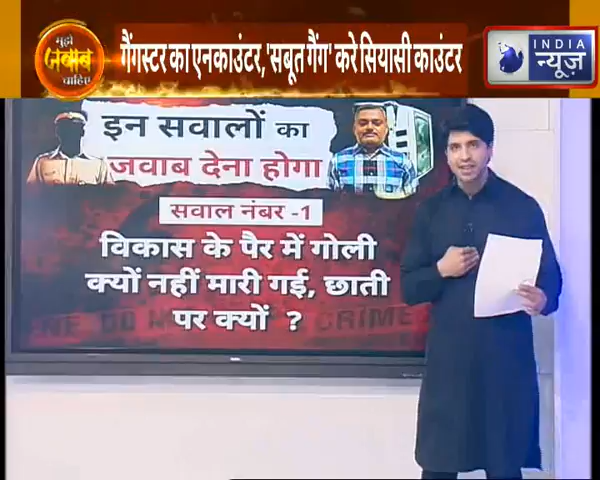 मुझे
जवाब
चाहिए
गैंगस्टर का एनकाउंटर, 'सबूत गैंग' करे सियासी काउंटर
INDIA
न्यूज़
इन सवालों का
जवाब देना होगा
सवाल नंबर -1
विकास के पैर में गोली
क्यों नहीं मारी गई, छाती
पर क्यों ?
CRIME